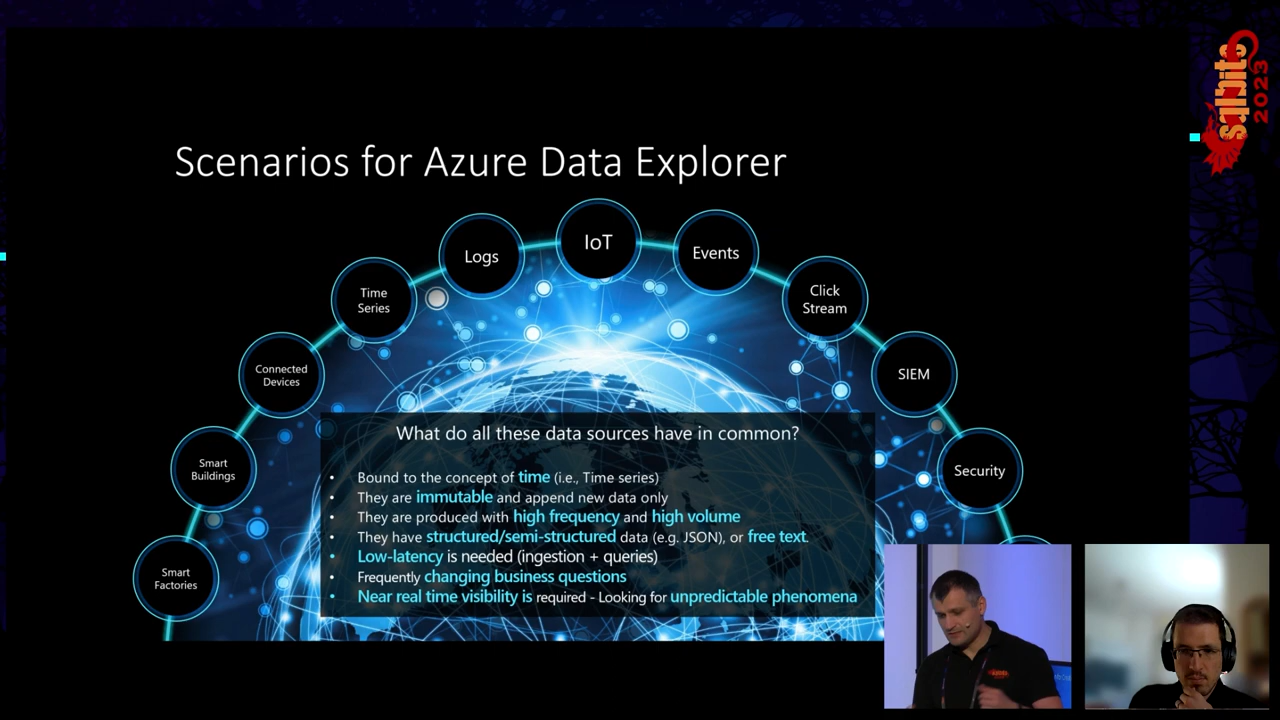 sqlbits
2023
Scenarios for Azure Data Explorer
Smart
Factories
Smart
Buildings
Connected
Devices
Time
Series
Logs
IoT
Events
Click
Stream
SIEM
Security
What do all these data sources have in common?
• Bound to the concept of time (i.e., Time series)
• They are immutable and append new data only
• They are produced with high frequency and high volume
• They have structured/semi-structured data (e.g. JSON), or free text.
Low-latency is needed (ingestion + queries)
• Frequently changing business questions
• Near real time visibility is required - Looking for unpredictable phenomena